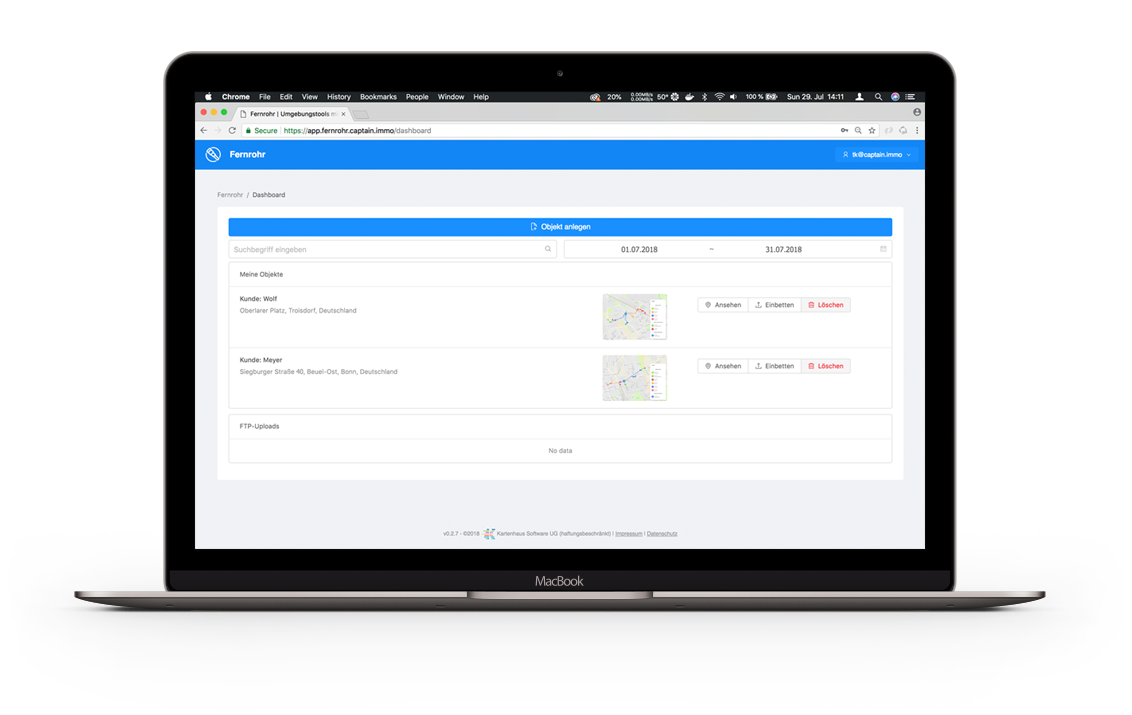 Chrome File Edit View History Bookmarks People Window Help 20% 0.00MB/s 0.00MB/s 50° 100 % Sun 29. Jul 14:11
Fernrohr | Umgebungstools
Secure https://app.fernrohr.captain.immo/dashboard
Fernrohr tk@captain.immo
Fernrohr / Dashboard
Objekt anlegen
Suchbegriff eingeben 01.07.2018 ~ 31.07.2018
Meine Objekte
Kunde: Wolf
Oberlarer Platz, Troisdorf, Deutschland
Ansehen Einbetten Löschen
Kunde: Meyer
Siegburger Straße 40, Beuel-Ost, Bonn, Deutschland
Ansehen Einbetten Löschen
FTP-Uploads
No data
v0.2.7 - ©2018 Kartenhaus Software UG (haftungsbeschränkt) | Impressum | Datenschutz
MacBook